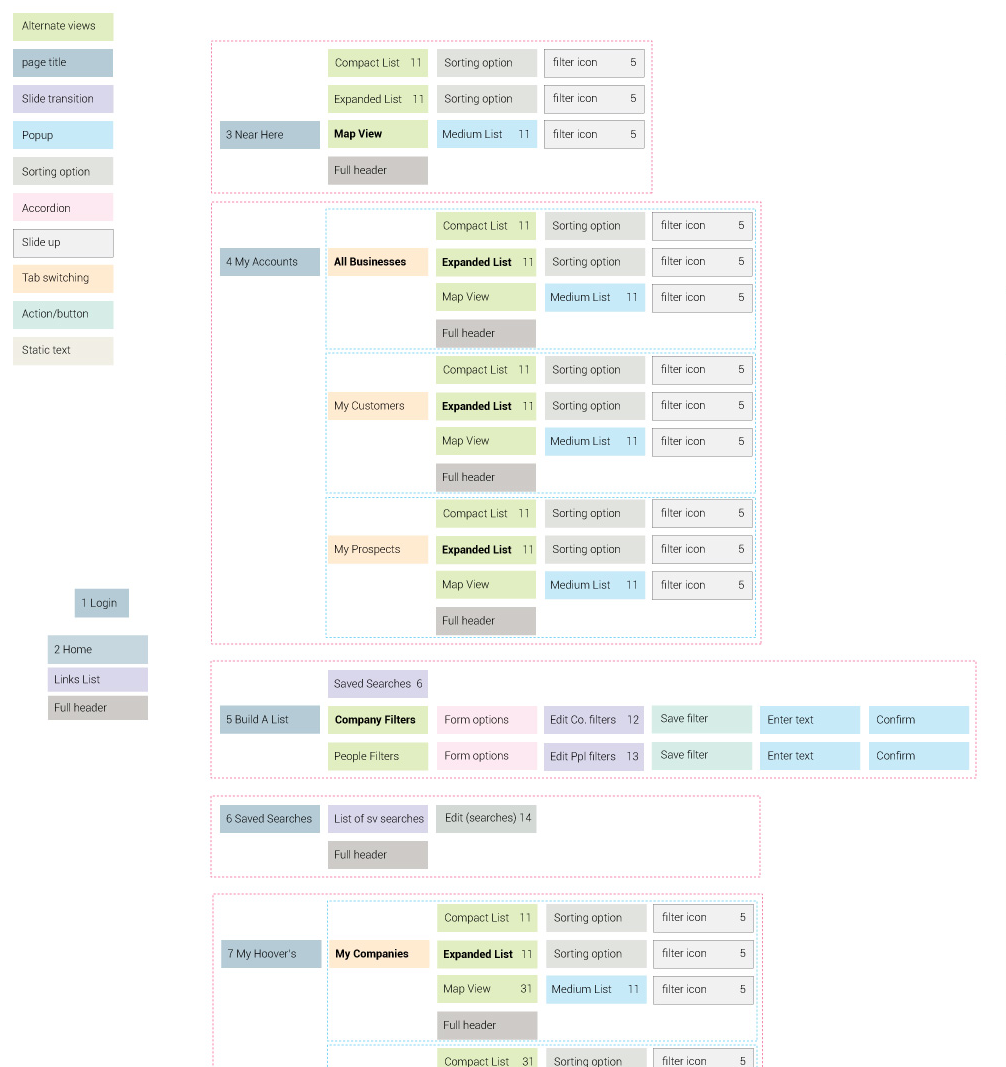 Alternate views
page title
Slide transition
Popup
Sorting option
Accordion
Slide up
Tab switching
Action/button
Static text
1 Login
2 Home
Links List
Full header
Compact List 11 Sorting option filter icon 5
Expanded List 11 Sorting option filter icon 5
3 Near Here Map View Medium List 11 filter icon 5
Full header
Compact List 11 Sorting option filter icon 5
4 My Accounts All Businesses Expanded List 11 Sorting option filter icon 5
Map View Medium List 11 filter icon 5
Full header
Compact List 11 Sorting option filter icon 5
My Customers Expanded List 11 Sorting option filter icon 5
Map View Medium List 11 filter icon 5
Full header
Compact List 11 Sorting option filter icon 5
My Prospects Expanded List 11 Sorting option filter icon 5
Map View Medium List 11 filter icon 5
Full header
Saved Searches 6
5 Build A List Company Filters Form options Edit Co. filters 12 Save filter Enter text Confirm
People Filters Form options Edit Ppl filters 13 Save filter Enter text Confirm
6 Saved Searches List of sv searches Edit (searches) 14
Full header
Compact List 11 Sorting option filter icon 5
7 My Hoover's My Companies Expanded List 11 Sorting option filter icon 5
Map View 31 Medium List 11 filter icon 5
Full header
Compact List 31 Sorting option filter icon 5